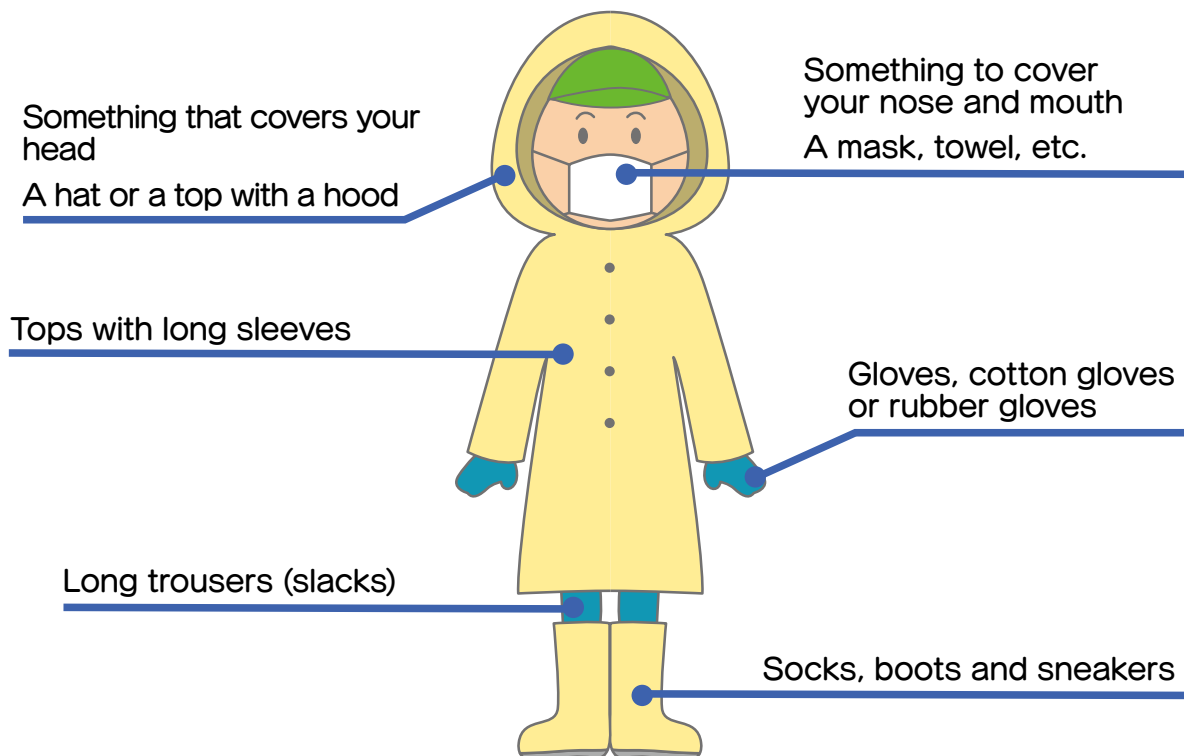 Something that covers your
head
A hat or a top with a hood
Something to cover
your nose and mouth
A mask, towel, etc.
Tops with long sleeves
Gloves, cotton gloves
or rubber gloves
Long trousers (slacks)
Socks, boots and sneakers